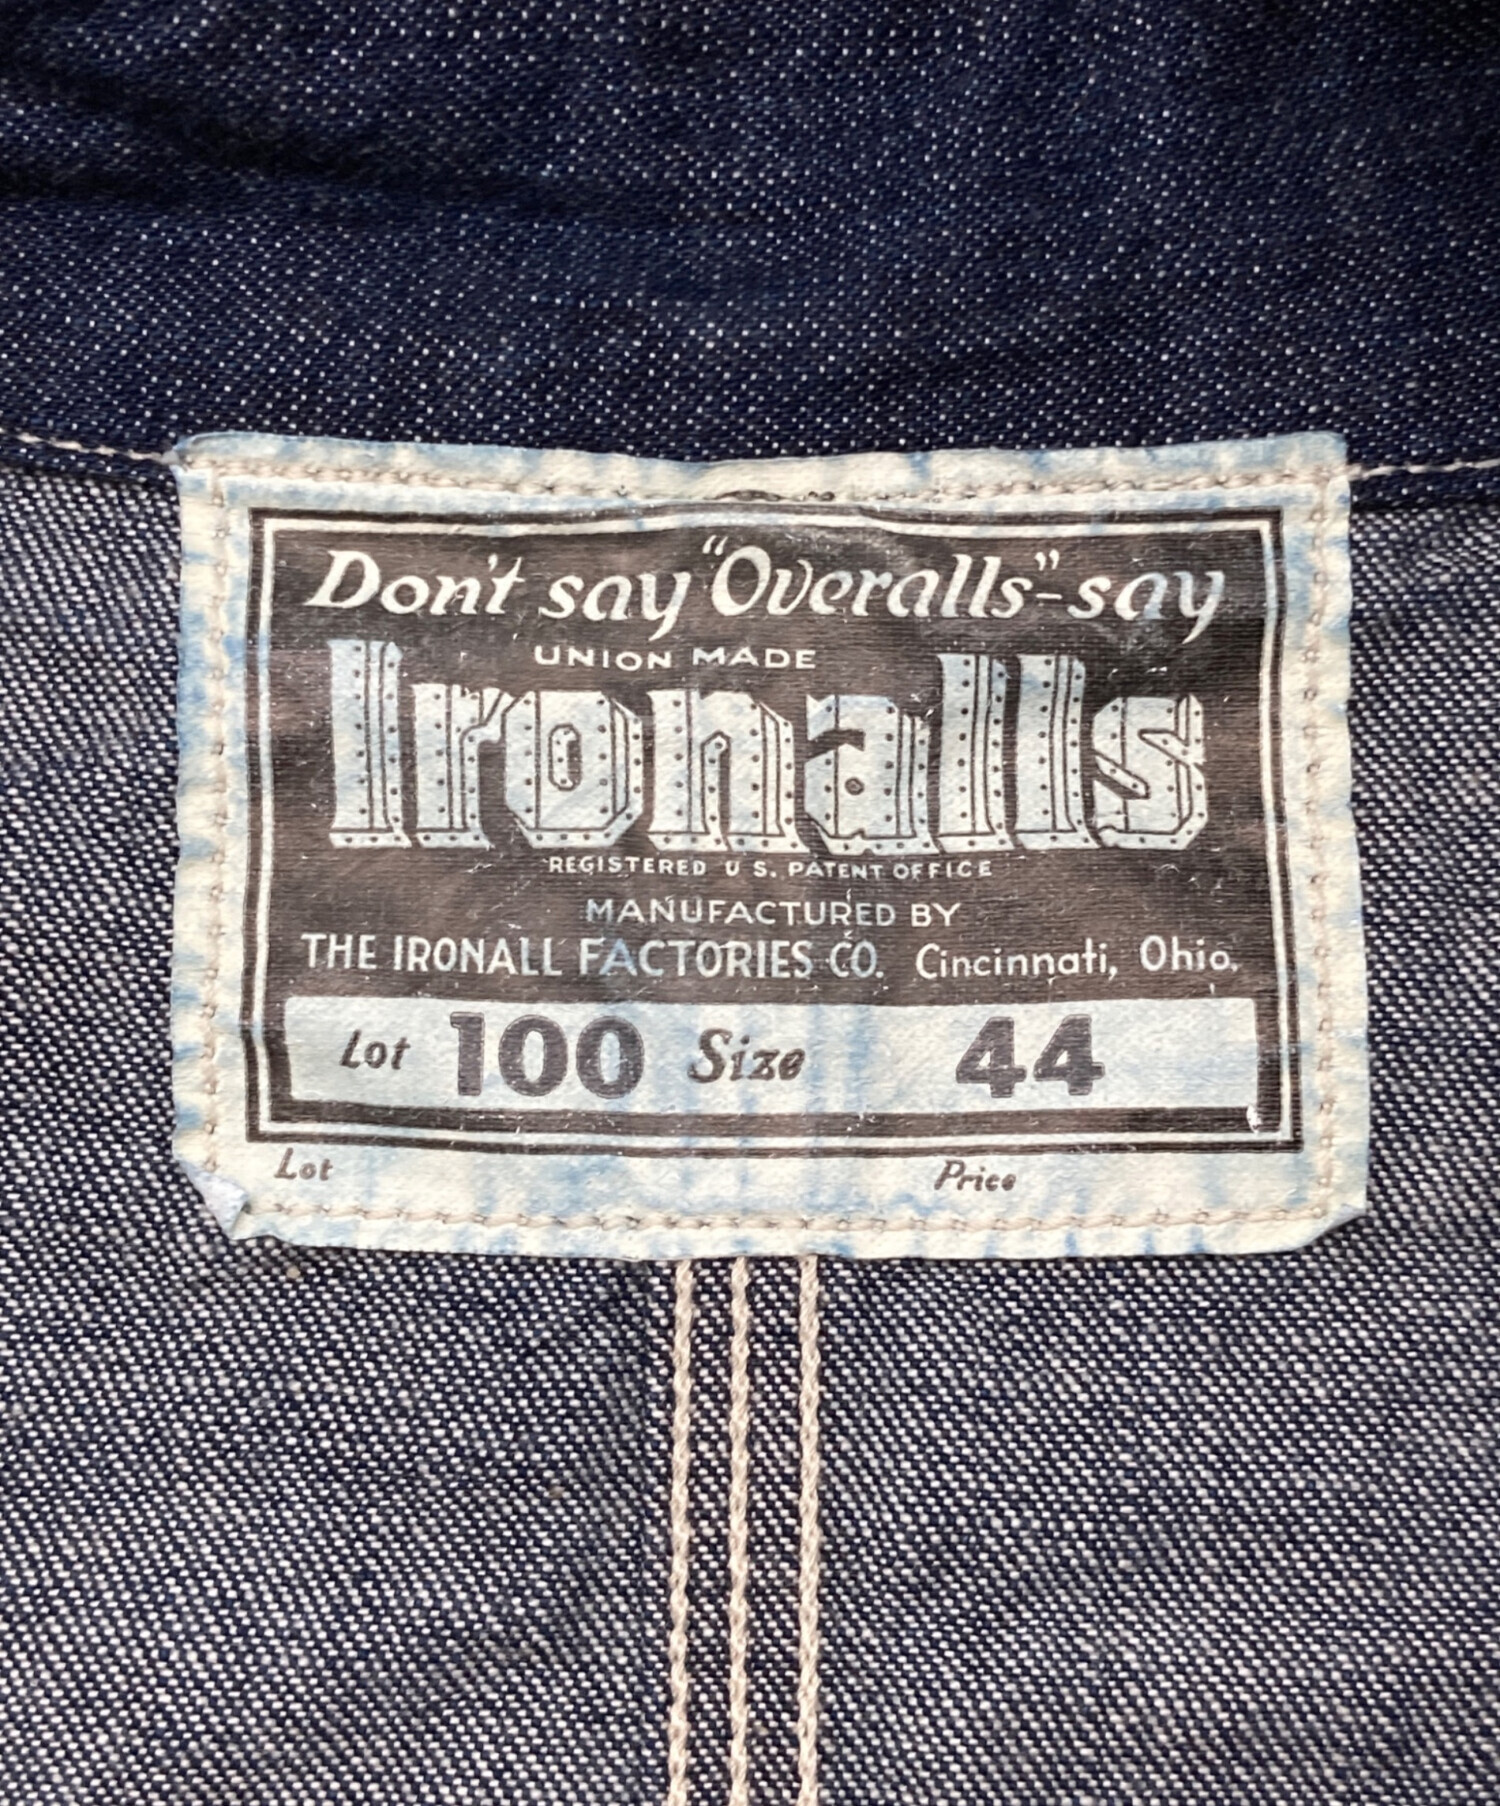 Don't say "Overalls"-say
UNION MADE
Ironalls
REGISTERED U S. PATENT OFFICE
MANUFACTURED BY
THE IRONALL FACTORIES CO. Cincinnati, Ohio.
Lot 100 Size 44
Lot Price